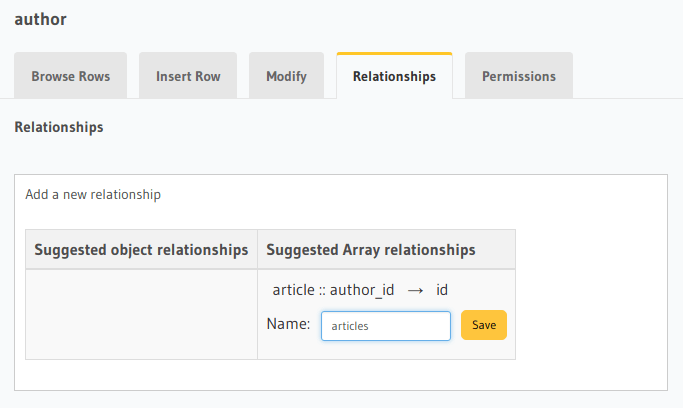 author
Browse Rows Insert Row Modify Relationships Permissions
Relationships
Add a new relationship
Suggested object relationships Suggested Array relationships
article :: author_id → id
Name: articles Save